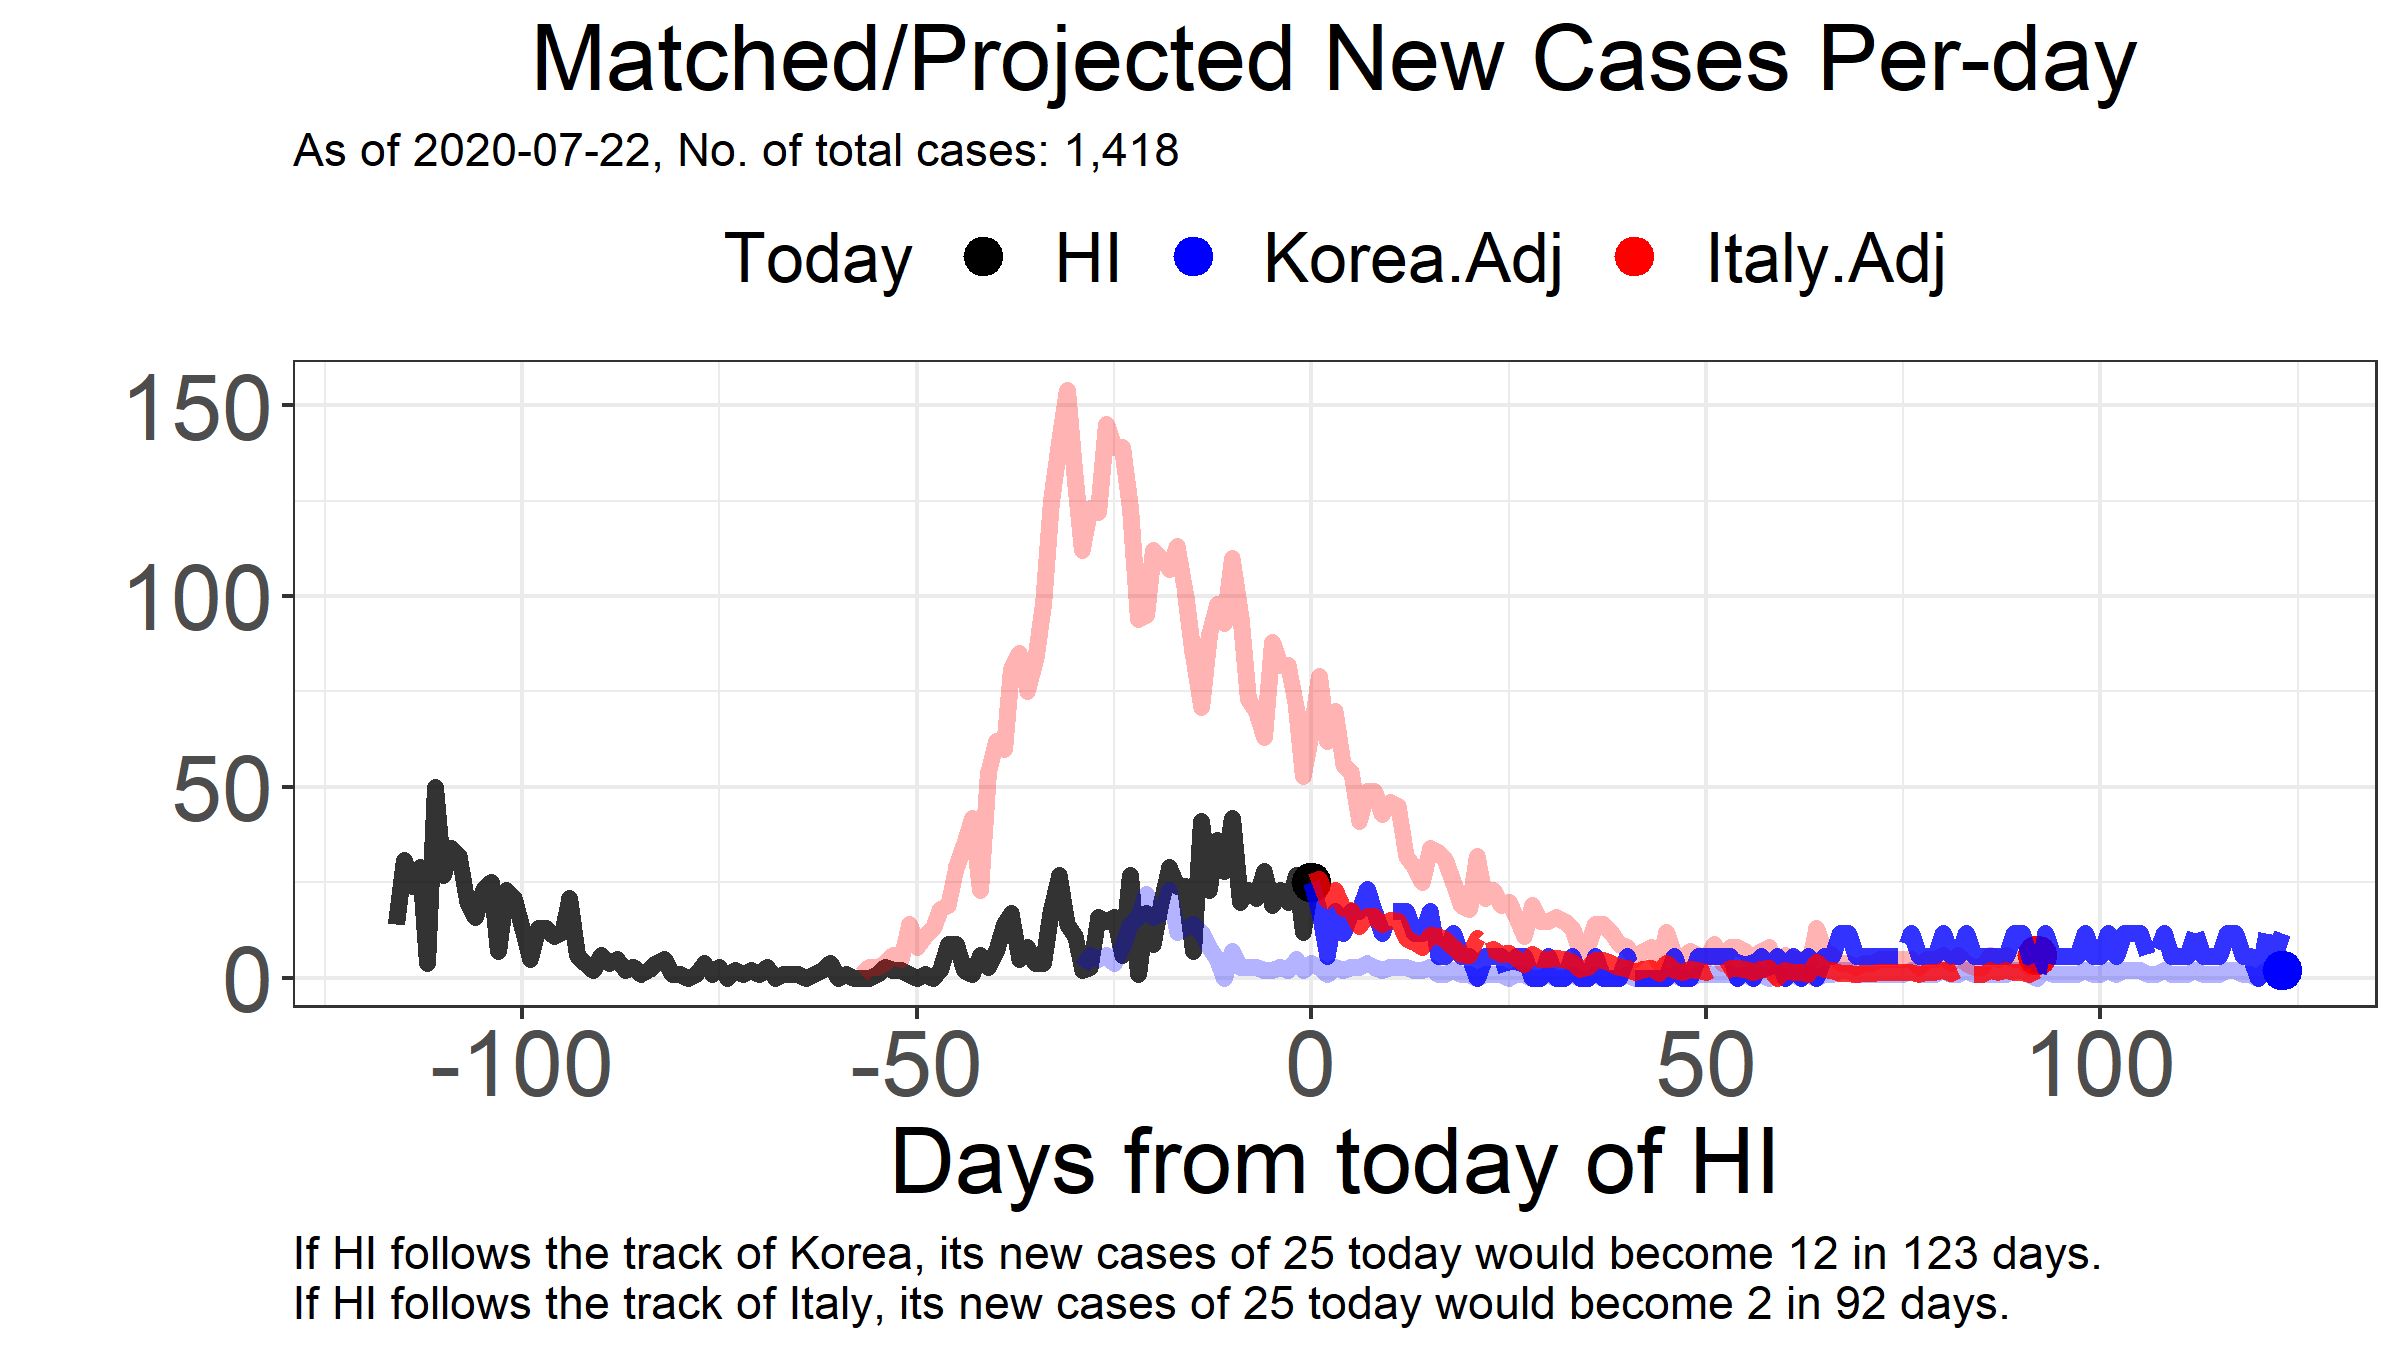 Matched/Projected New Cases Per-day
As of 2020-07-22, No. of total cases: 1,418
Today HI Korea.Adj Italy.Adj
150
100
50
0
-100 -50 0 50 100
Days from today of HI
If HI follows the track of Korea, its new cases of 25 today would become 12 in 123 days.
If HI follows the track of Italy, its new cases of 25 today would become 2 in 92 days.